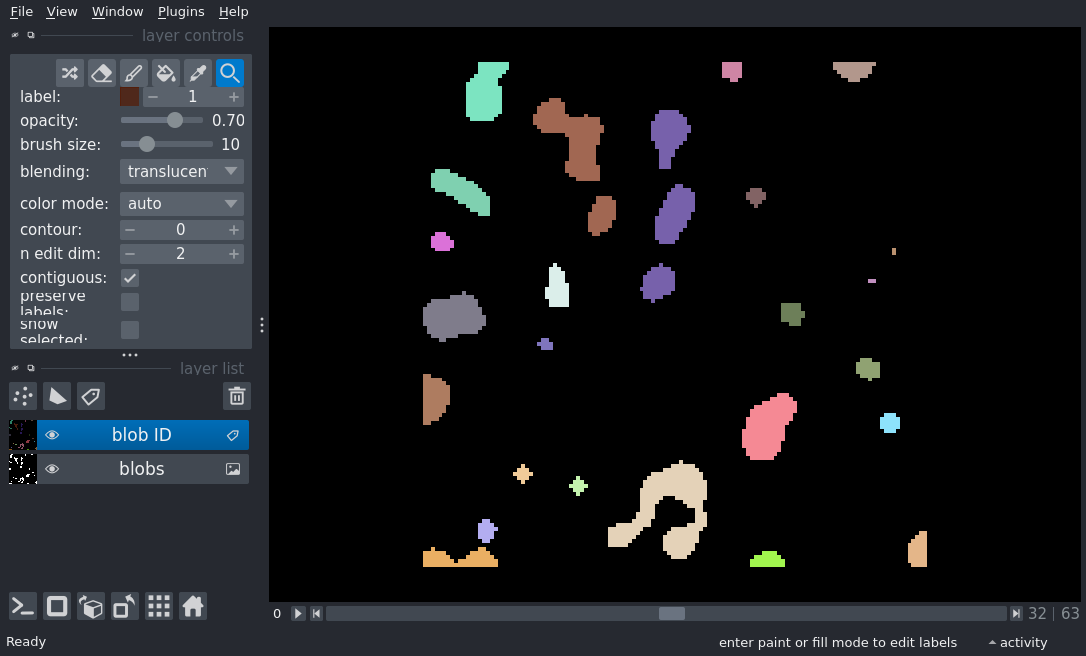 File View Window Plugins Help
layer controls
label: − 1 +
opacity: 0.70
brush size: 10
blending: translucen
color mode: auto
contour: − 0 +
n edit dim: − 2 +
contiguous:
preserve
labels:
show
selected:
layer list
blob ID
blobs
0
32 | 63
Ready
enter paint or fill mode to edit labels
activity